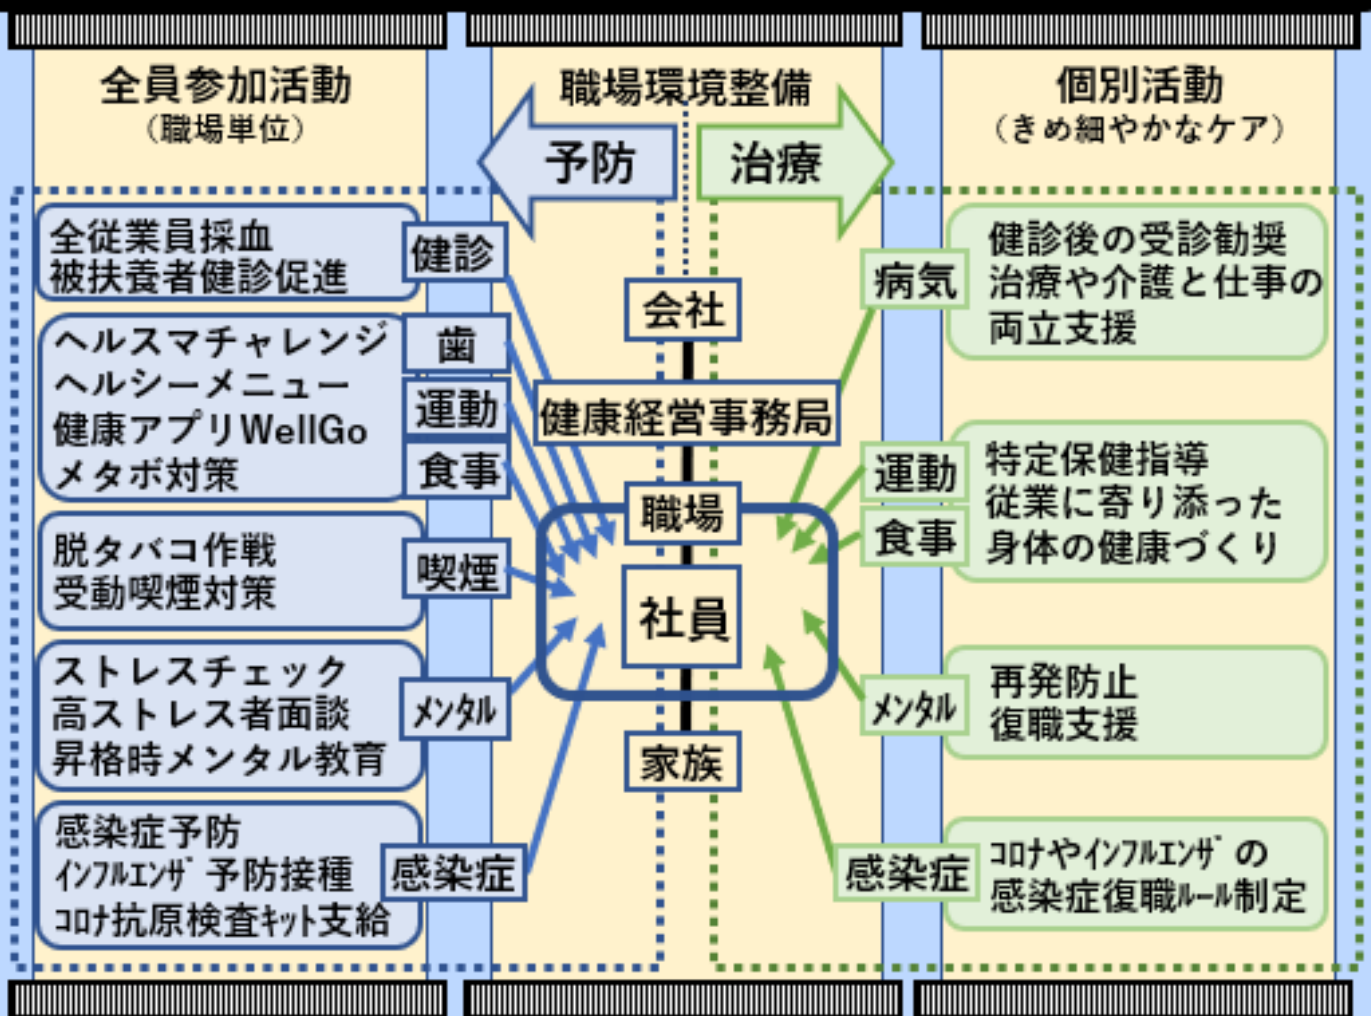 全員参加活動
（職場単位）
全従業員採血
被扶養者健診促進
健診
ヘルスマチャレンジ
ヘルシーメニュー
健康アプリWellGo
メタボ対策
歯
運動
食事
脱タバコ作戦
受動喫煙対策
喫煙
ストレスチェック
高ストレス者面談
昇格時メンタル教育
ﾒﾝﾀﾙ
感染症予防
ｲﾝﾌﾙｴﾝｻﾞ予防接種
ｺﾛﾅ抗原検査ｷｯﾄ支給
感染症
職場環境整備
予防
治療
会社
健康経営事務局
職場
社員
家族
個別活動
（きめ細やかなケア）
病気
健診後の受診勧奨
治療や介護と仕事の
両立支援
運動
食事
特定保健指導
従業に寄り添った
身体の健康づくり
ﾒﾝﾀﾙ
再発防止
復職支援
感染症
ｺﾛﾅやｲﾝﾌﾙｴﾝｻﾞの
感染症復職ﾙｰﾙ制定